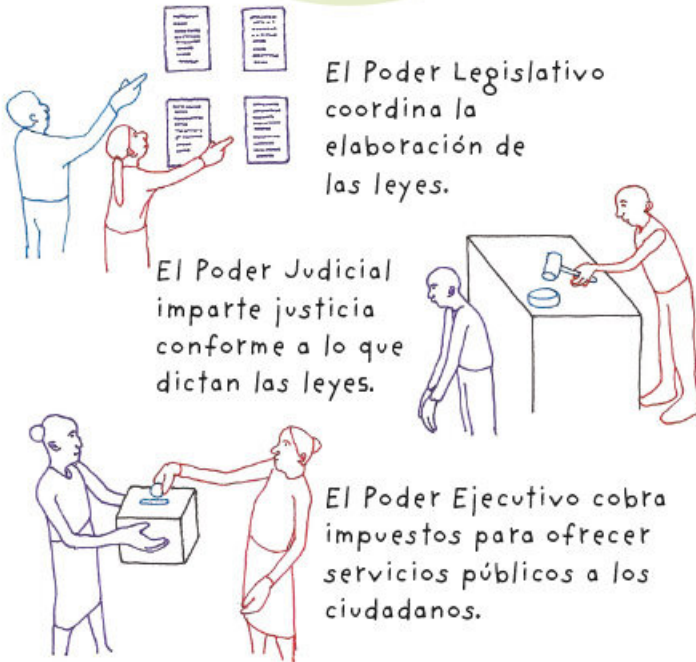 El Poder Legislativo
coordina la
elaboración de
las leyes.
El Poder Judicial
imparte justicia
conforme a lo que
dictan las leyes.
El Poder Ejecutivo cobra
impuestos para ofrecer
servicios públicos a los
ciudadanos.